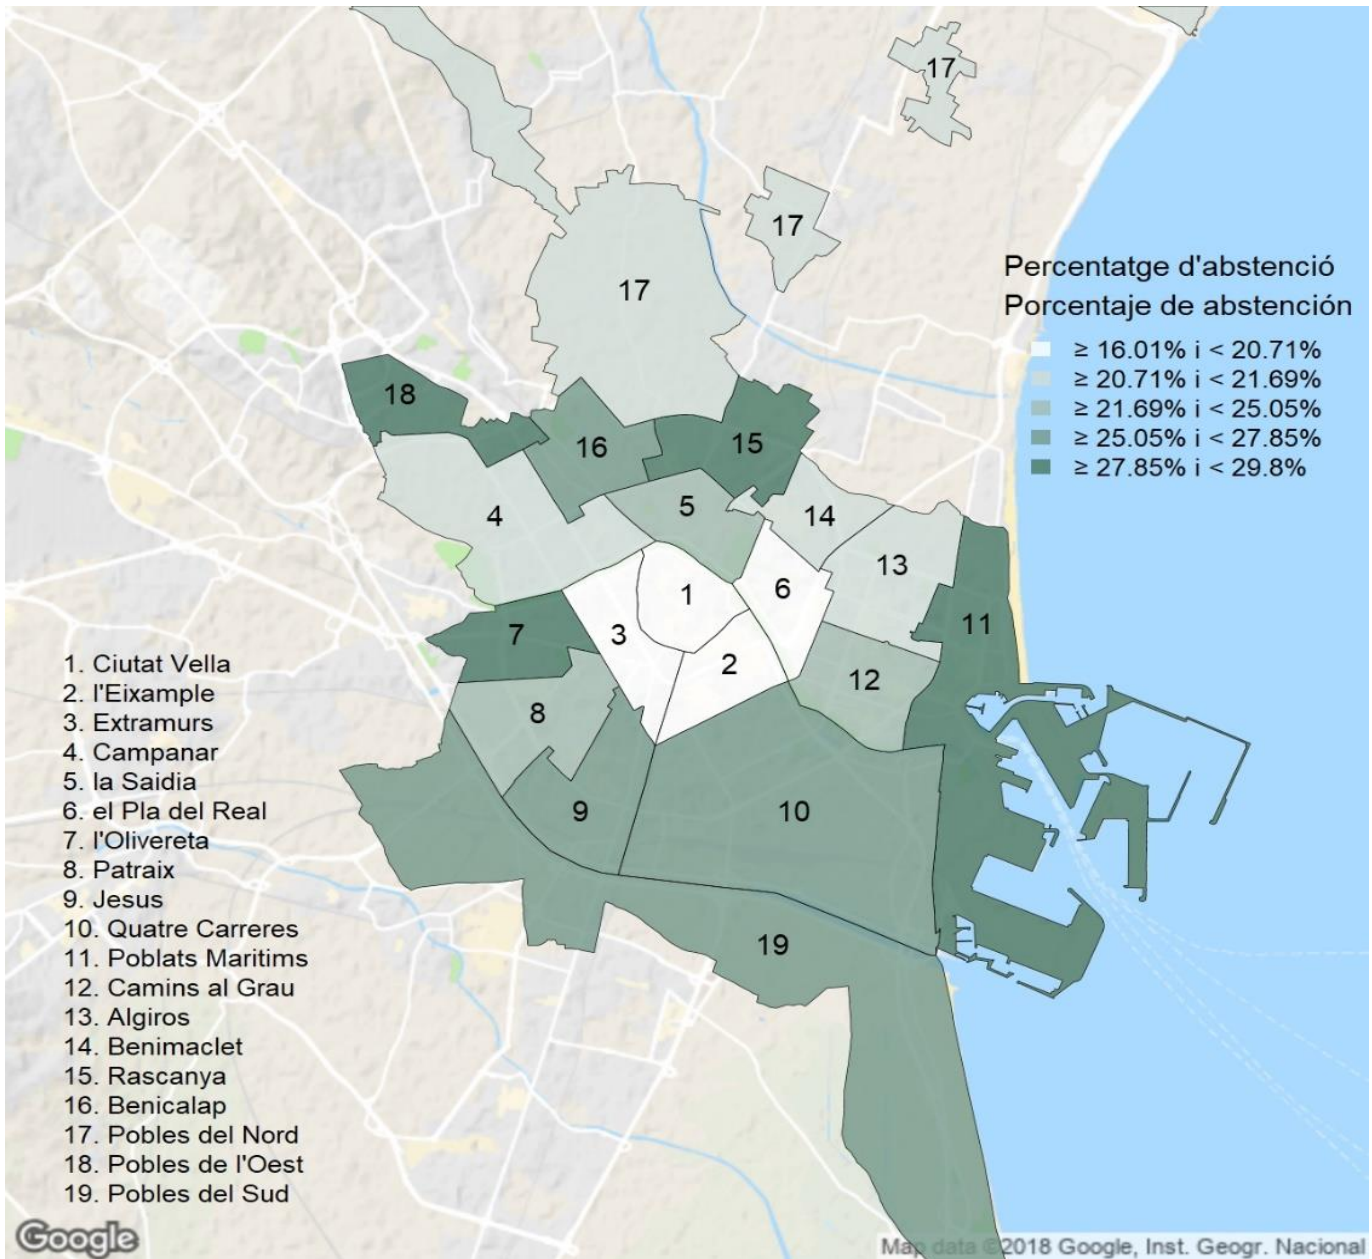 17
17
17
Percentatge d'abstenció
Porcentaje de abstención
≥ 16.01% i < 20.71%
≥ 20.71% i < 21.69%
≥ 21.69% i < 25.05%
≥ 25.05% i < 27.85%
≥ 27.85% i < 29.8%
18
16
15
4
5
14
13
6
1
11
7
3
2
12
8
9
10
19
1. Ciutat Vella
2. l'Eixample
3. Extramurs
4. Campanar
5. la Saidia
6. el Pla del Real
7. l'Olivereta
8. Patraix
9. Jesus
10. Quatre Carreres
11. Poblats Maritims
12. Camins al Grau
13. Algiros
14. Benimaclet
15. Rascanya
16. Benicalap
17. Pobles del Nord
18. Pobles de l'Oest
19. Pobles del Sud
Google
Map data ©2018 Google, Inst. Geogr. Nacional